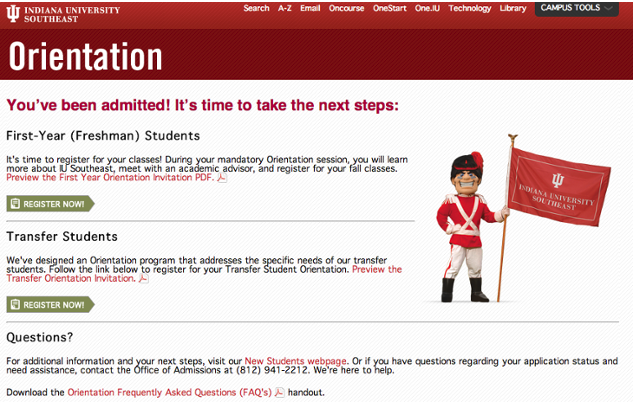 INDIANA UNIVERSITY
SOUTHEAST
Search A-Z Email Oncourse OneStart One.IU Technology Library CAMPUS TOOLS
Orientation
You've been admitted! It's time to take the next steps:
First-Year (Freshman) Students
It's time to register for your classes! During your mandatory Orientation session, you will learn
more about IU Southeast, meet with an academic advisor, and register for your fall classes.
Preview the First Year Orientation Invitation PDF.
REGISTER NOW!
INDIANA UNIVERSITY
SOUTHEAST
Transfer Students
We've designed an Orientation program that addresses the specific needs of our transfer
students. Follow the link below to register for your Transfer Student Orientation. Preview the
Transfer Orientation Invitation.
REGISTER NOW!
Questions?
For additional information and your next steps, visit our New Students webpage. Or if you have questions regarding your application status and
need assistance, contact the Office of Admissions at (812) 941-2212. We're here to help.
Download the Orientation Frequently Asked Questions (FAQ's) handout.